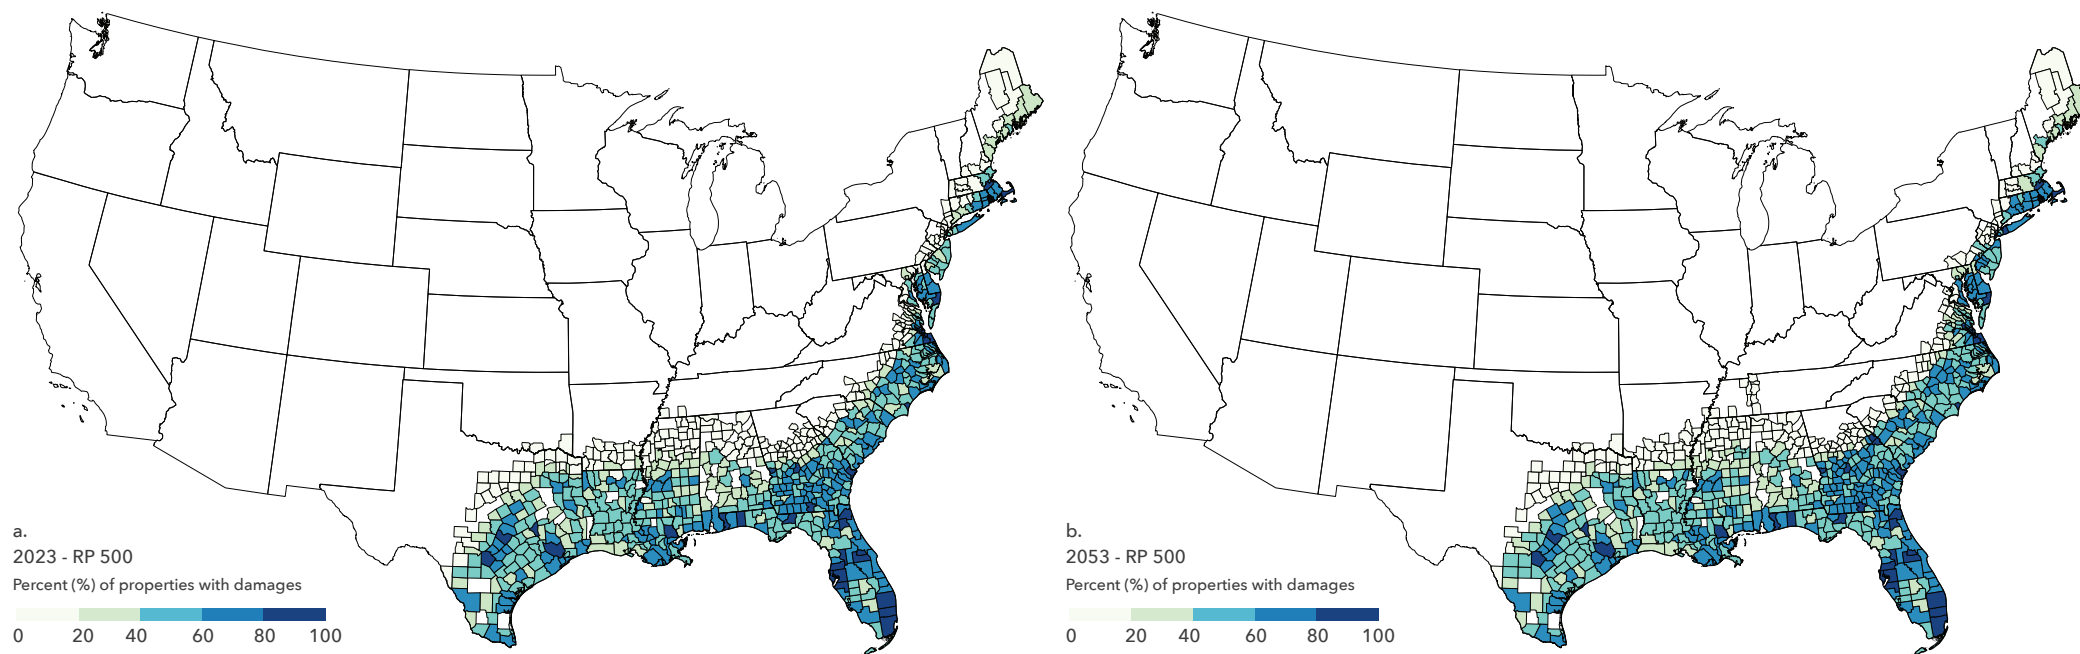 a.
2023 - RP 500
Percent (%) of properties with damages
0 20 40 60 80 100
b.
2053 - RP 500
Percent (%) of properties with damages
0 20 40 60 80 100